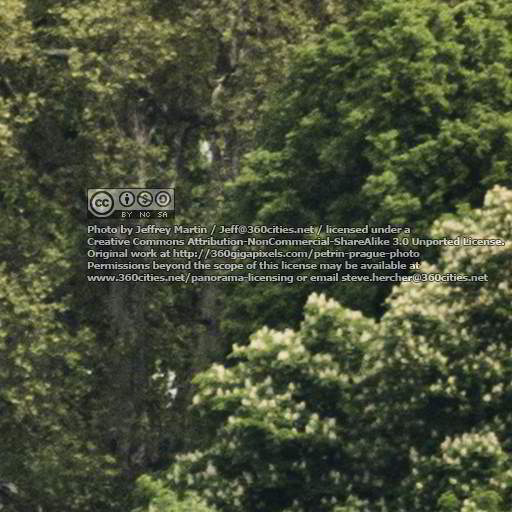 cc
BY NC SA
Photo by Jeffrey Martin / Jeff@360cities.net / licensed under a
Creative Commons Attribution-NonCommercial-ShareAlike 3.0 Unported License.
Original work at http://360gigapixels.com/petrin-prague-photo
Permissions beyond the scope of this license may be available at
www.360cities.net/panorama-licensing or email steve.hercher@360cities.net